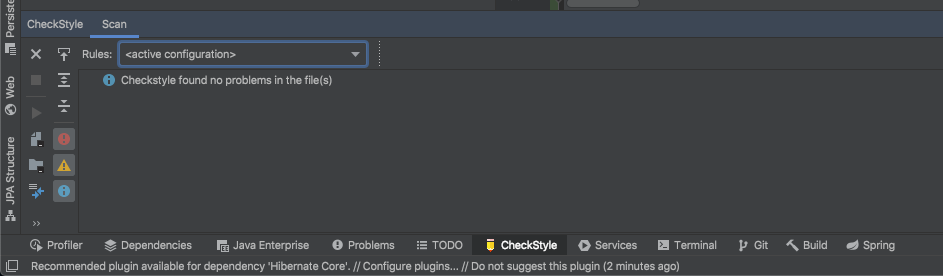 CheckStyle Scan
Rules: <active configuration>
Checkstyle found no problems in the file(s)
Persiste
Web
JPA Structure
Profiler Dependencies Java Enterprise Problems TODO CheckStyle Services Terminal Git Build Spring
Recommended plugin available for dependency 'Hibernate Core'. // Configure plugins... // Do not suggest this plugin (2 minutes ago)